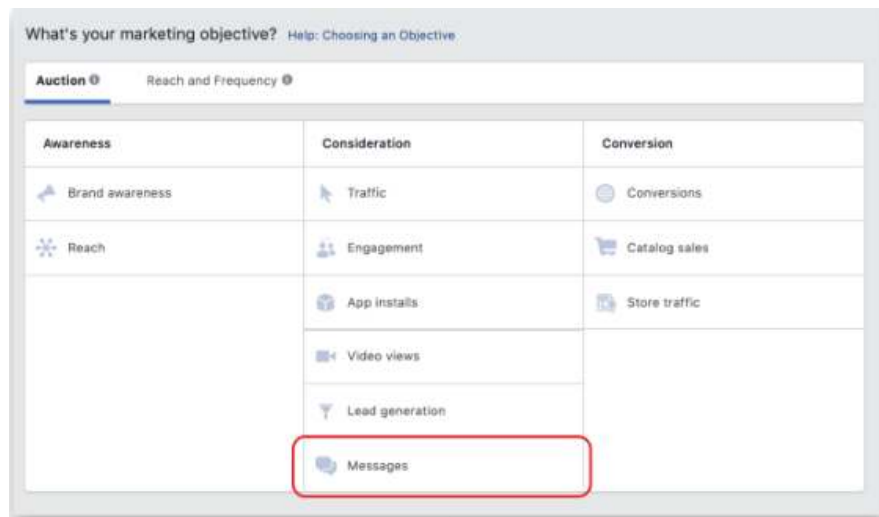 What's your marketing objective? Help: Choosing an Objective
Auction Reach and Frequency
Awareness Consideration Conversion
Brand awareness Traffic Conversions
Reach Engagement Catalog sales
App installs Store traffic
Video views
Lead generation
Messages